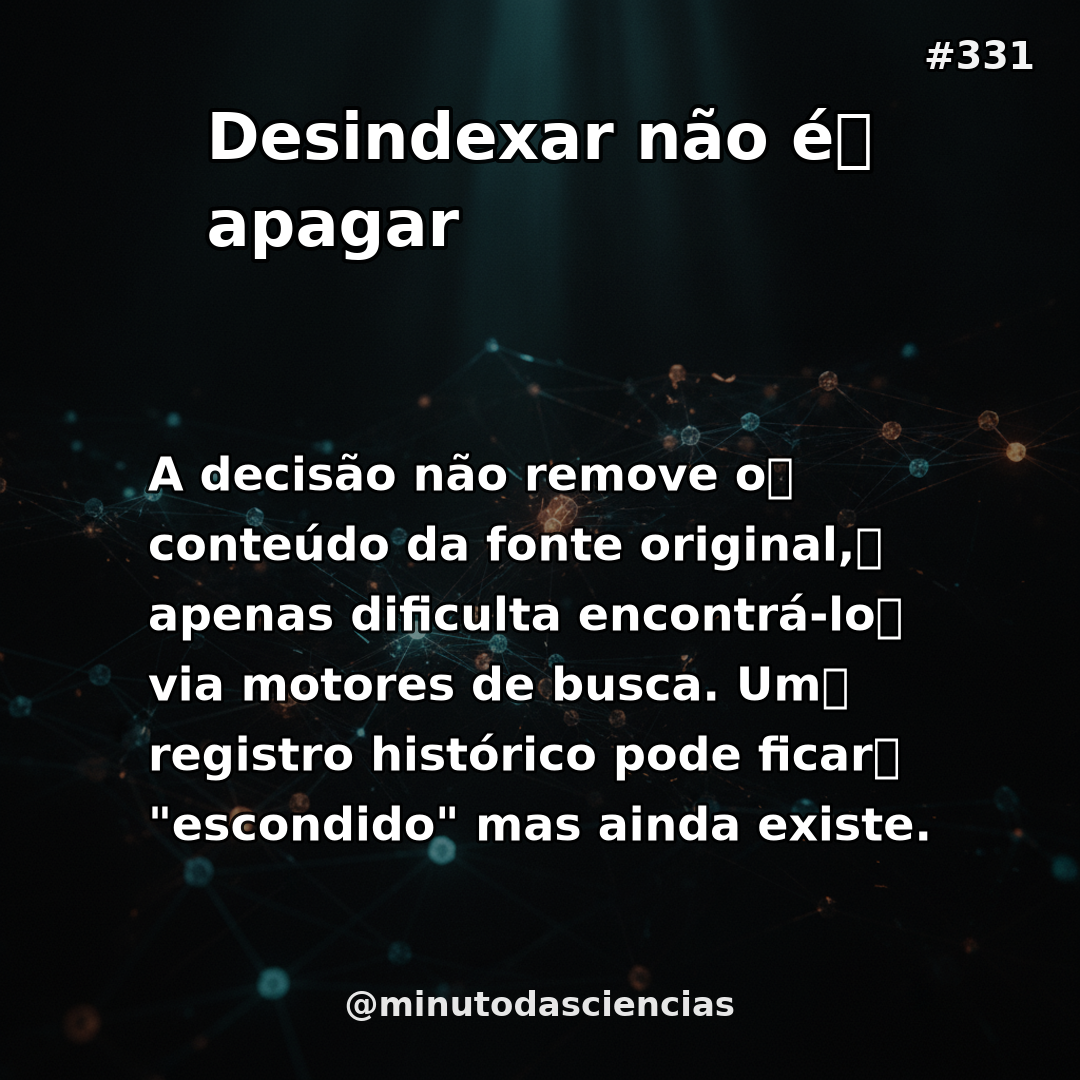 #331
Desindexar não é▯
apagar
A decisão não remove o▯
conteúdo da fonte original,▯
apenas dificulta encontrá-lo▯
via motores de busca. Um▯
registro histórico pode ficar▯
"escondido" mas ainda existe.
@minutodasciencias